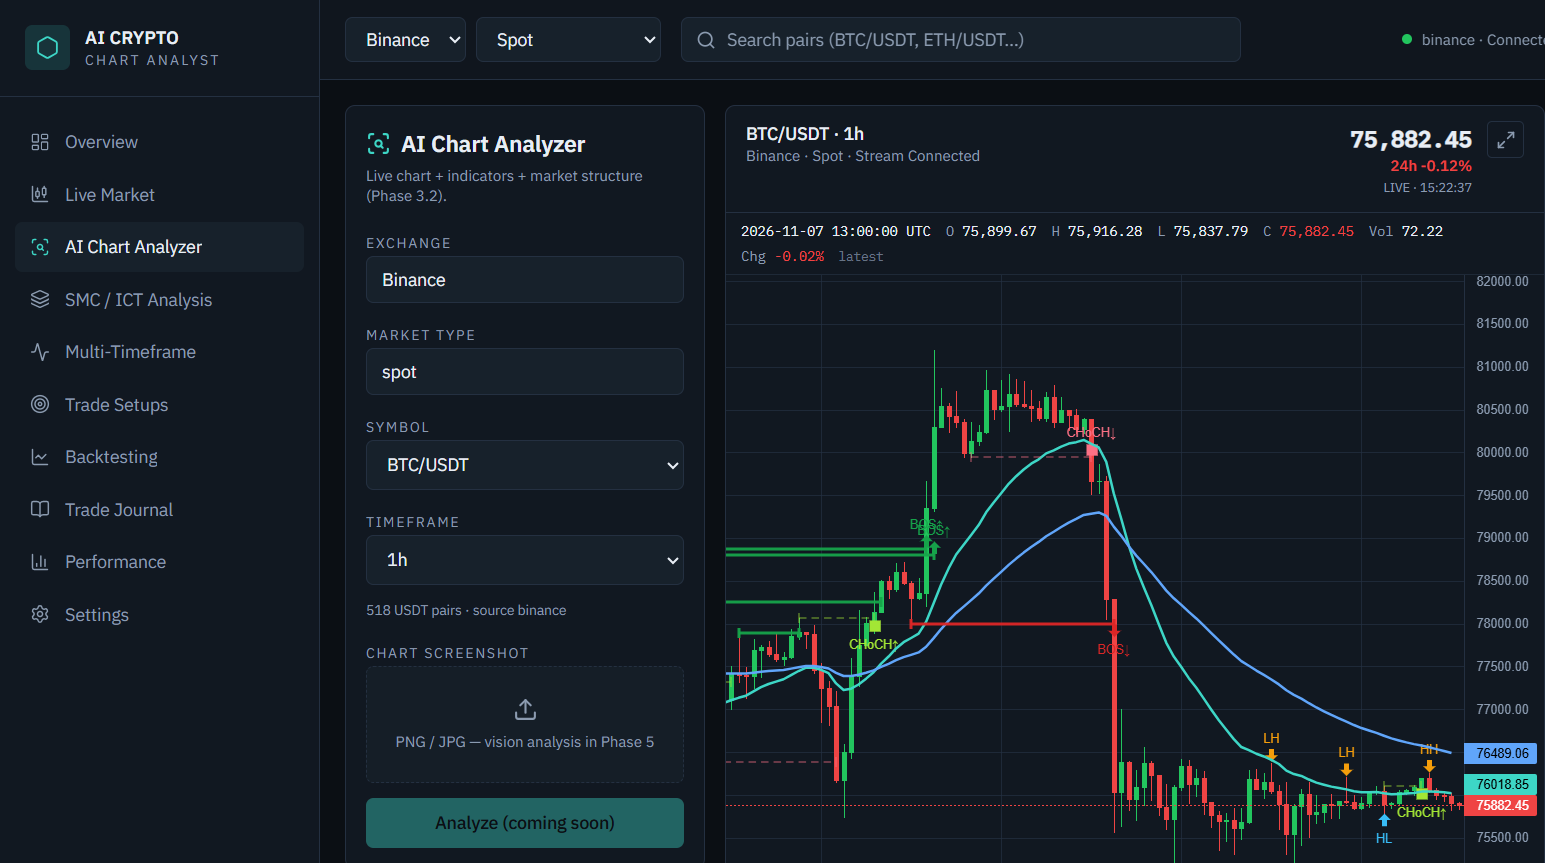 AI CRYPTO
CHART ANALYST
Overview
Live Market
AI Chart Analyzer
SMC / ICT Analysis
Multi-Timeframe
Trade Setups
Backtesting
Trade Journal
Performance
Settings
Binance
Spot
Search pairs (BTC/USDT, ETH/USDT...)
binance · Connecte
AI Chart Analyzer
Live chart + indicators + market structure
(Phase 3.2).
EXCHANGE
Binance
MARKET TYPE
spot
SYMBOL
BTC/USDT
TIMEFRAME
1h
518 USDT pairs · source binance
CHART SCREENSHOT
PNG / JPG — vision analysis in Phase 5
Analyze (coming soon)
BTC/USDT · 1h
Binance · Spot · Stream Connected
75,882.45
24h -0.12%
LIVE · 15:22:37
2026-11-07 13:00:00 UTC O 75,899.67 H 75,916.28 L 75,837.79 C 75,882.45 Vol 72.22
Chg -0.02% latest
82000.00
81500.00
81000.00
80500.00
80000.00
79500.00
79000.00
78500.00
78000.00
77500.00
77000.00
76489.06
76018.85
75882.45
75500.00
CHoCH↓
BOS↑
BOS↑
CHoCH↑
BOS↓
LH
LH
HH
CHoCH↑
HL